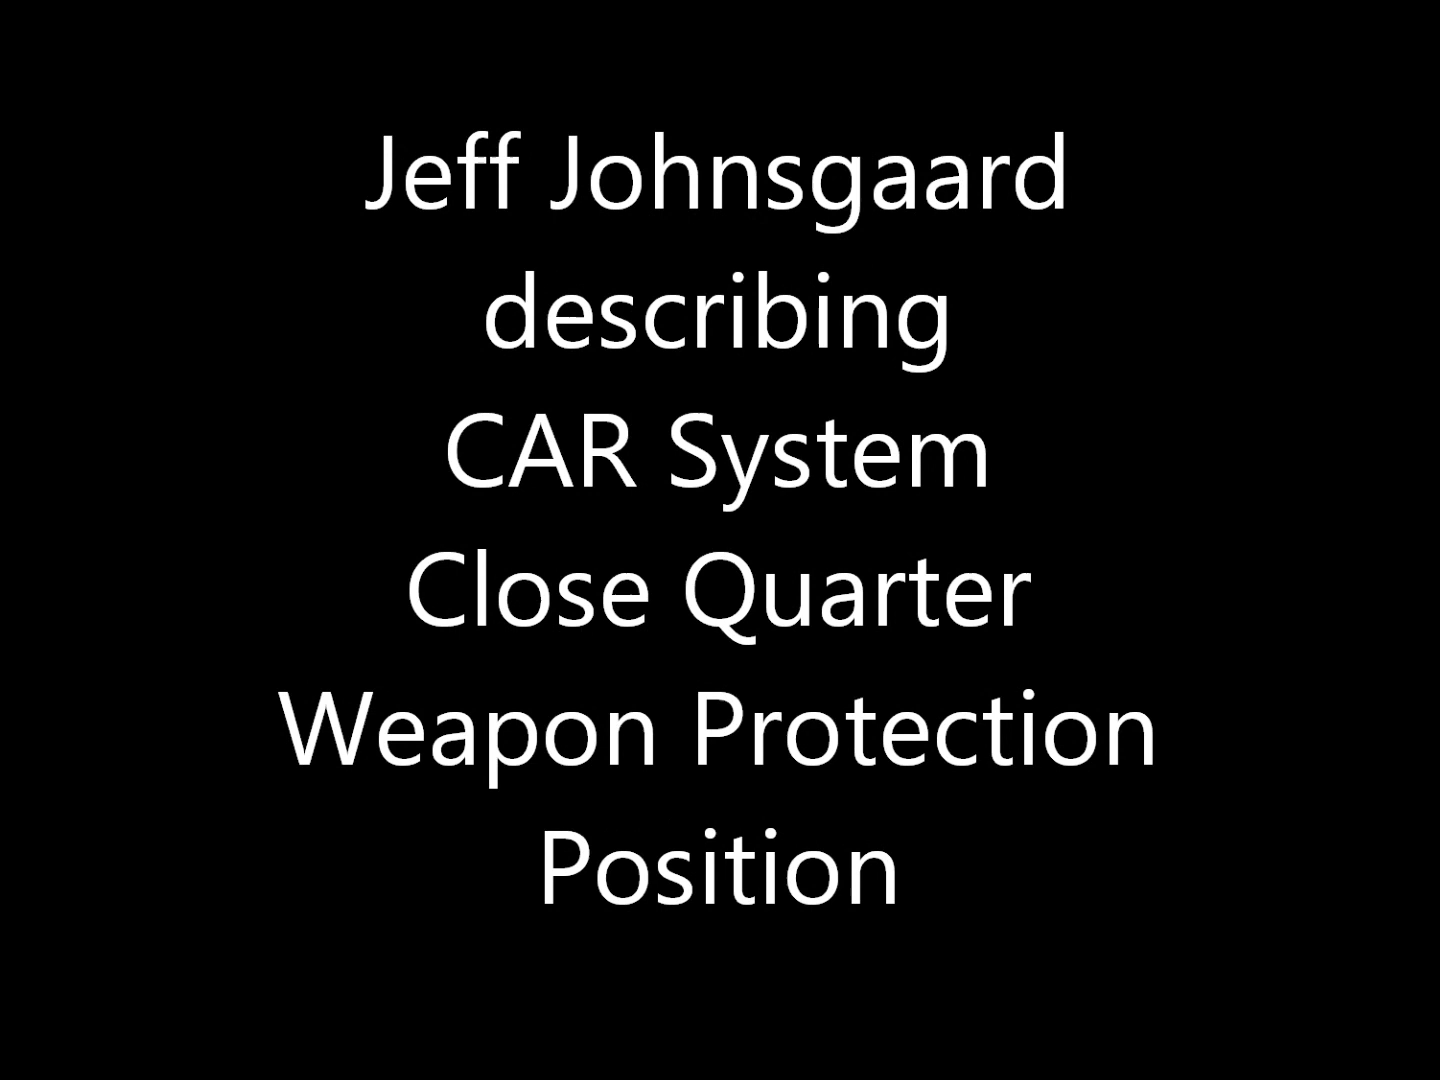 Jeff Johnsgaard
describing
CAR System
Close Quarter
Weapon Protection
Position